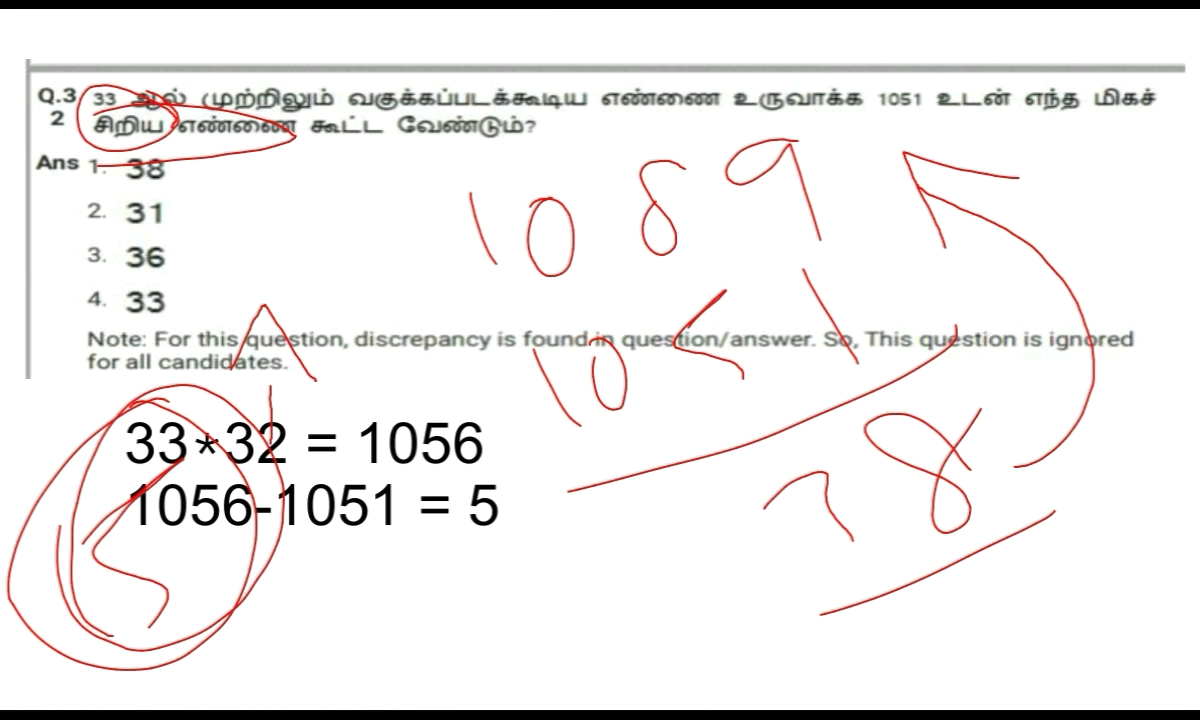 Q.3 33 ஆல் முற்றிலும் வகுக்கப்படக்கூடிய எண்ணை உருவாக்க 1051 உடன் எந்த மிகச்
2 சிறிய எண்ணை கூட்ட வேண்டும்?
Ans 1. 38
2. 31
3. 36
4. 33
Note: For this question, discrepancy is found in question/answer. So, This question is ignored
for all candidates.
1089
1051
38
33*32 = 1056
1056-1051 = 5
5